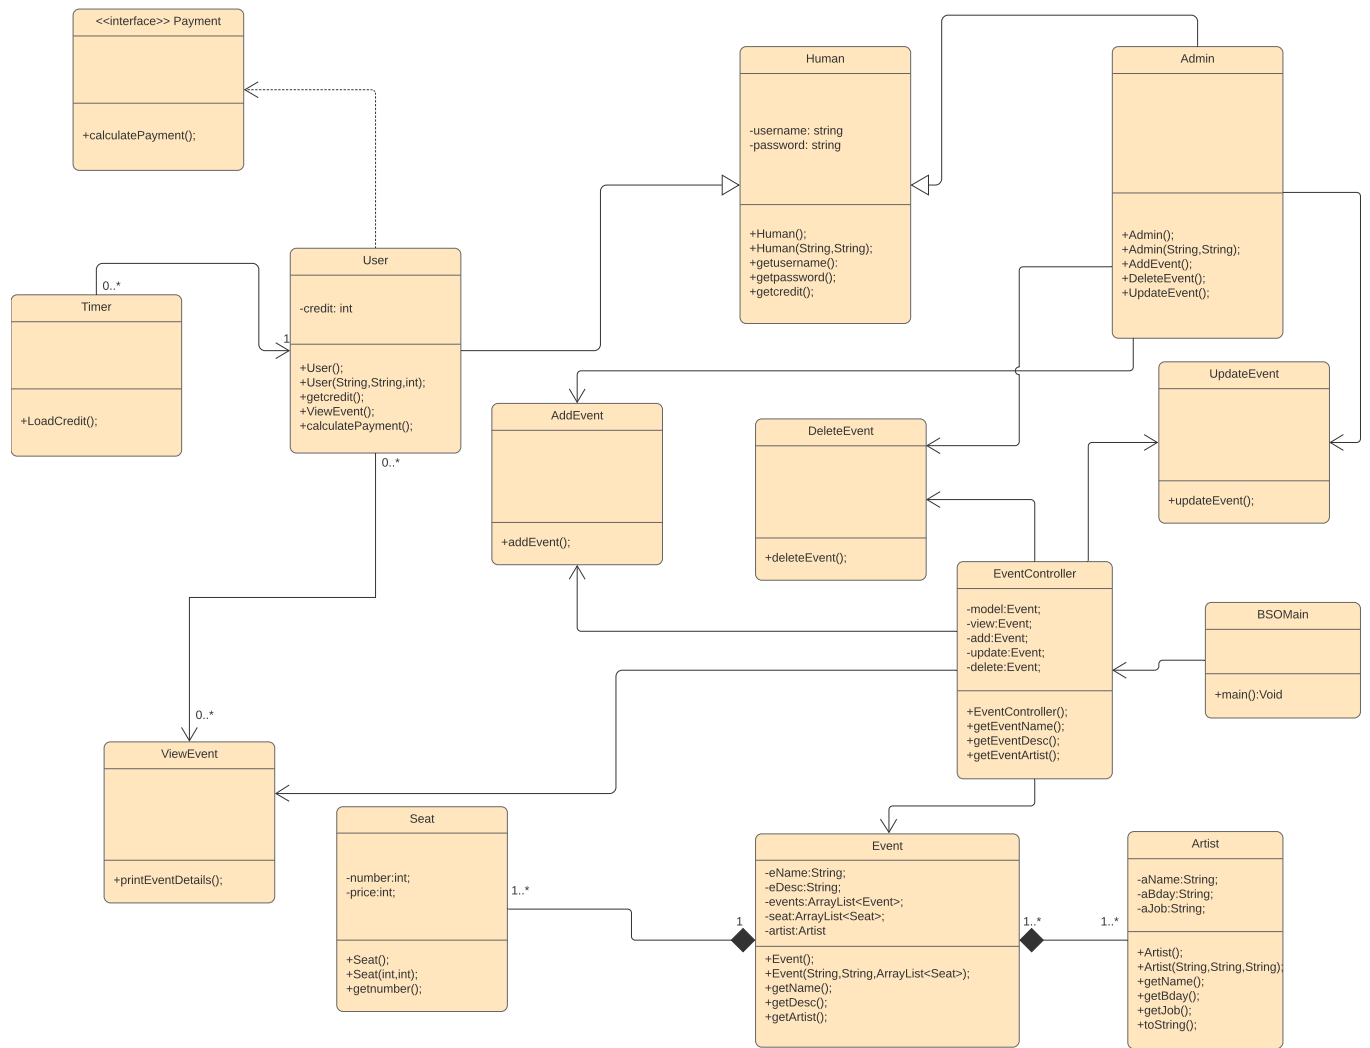 <<interface>> Payment
+calculatePayment();
Human
-username: string
-password: string
+Human();
+Human(String,String);
+getusername():
+getpassword();
+getcredit();
Admin
+Admin();
+Admin(String,String);
+AddEvent();
+DeleteEvent();
+UpdateEvent();
User
-credit: int
+User();
+User(String,String,int);
+getcredit();
+ViewEvent();
+calculatePayment();
0..*
1
Timer
+LoadCredit();
0..*
0..*
AddEvent
+addEvent();
DeleteEvent
+deleteEvent();
UpdateEvent
+updateEvent();
EventController
-model:Event;
-view:Event;
-add:Event;
-update:Event;
-delete:Event;
+EventController();
+getEventName();
+getEventDesc();
+getEventArtist();
BSOMain
+main():Void
ViewEvent
+printEventDetails();
Seat
-number:int;
-price:int;
+Seat();
+Seat(int,int);
+getnumber();
1..*
1
Event
-eName:String;
-eDesc:String;
-events:ArrayList<Event>;
-seat:ArrayList<Seat>;
-artist:Artist
+Event();
+Event(String,String,ArrayList<Seat>);
+getName();
+getDesc();
+getArtist();
1..*
1..*
Artist
-aName:String;
-aBday:String;
-aJob:String;
+Artist();
+Artist(String,String,String);
+getName();
+getBday();
+getJob();
+toString();